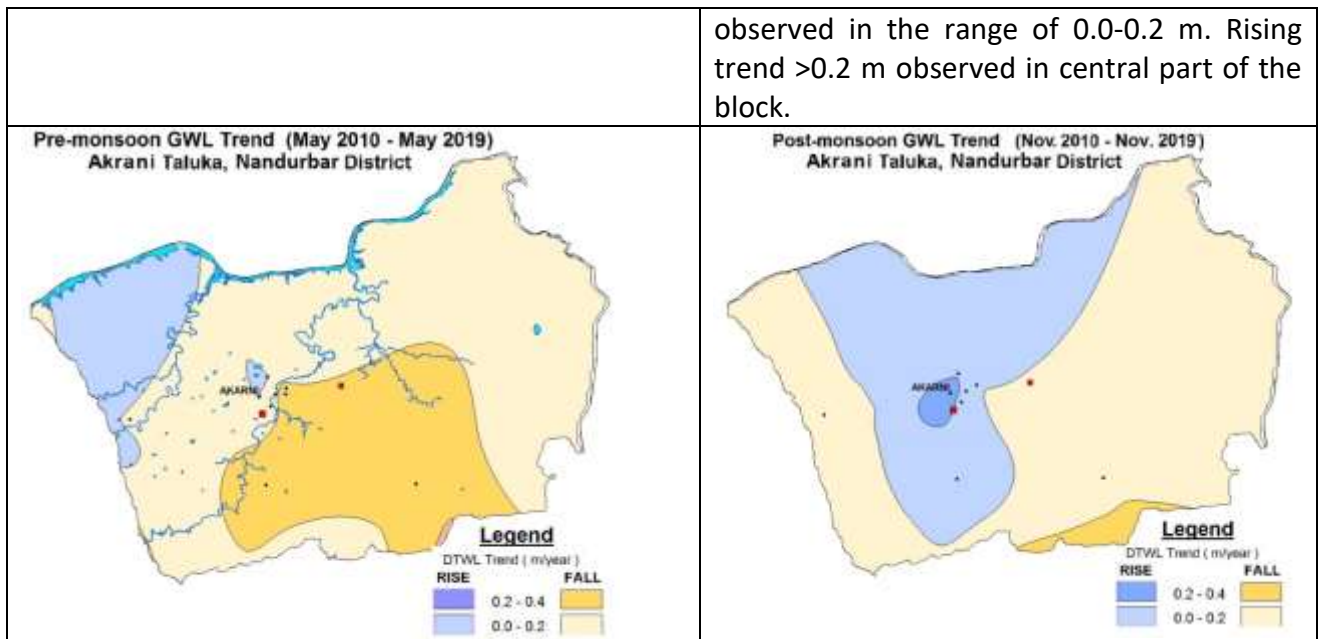 observed in the range of 0.0-0.2 m. Rising
trend >0.2 m observed in central part of the
block.
Pre-monsoon GWL Trend (May 2010 - May 2019)
Akrani Taluka, Nandurbar District
AKARNI
Legend
DTWL Trend ( m/year )
RISE FALL
0.2 - 0.4
0.0 - 0.2
Post-monsoon GWL Trend (Nov. 2010 - Nov. 2019)
Akrani Taluka, Nandurbar District
AKARNI
Legend
DTWL Trend ( m/year )
RISE FALL
0.2 - 0.4
0.0 - 0.2